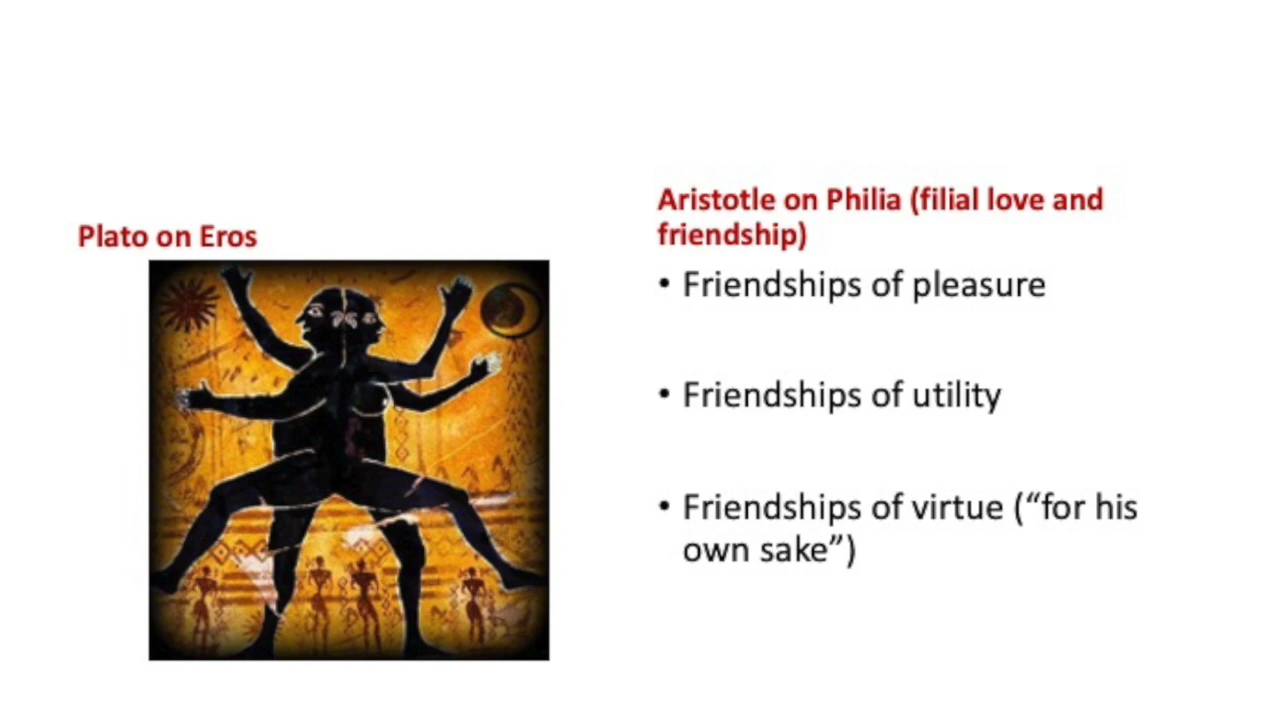 Plato on Eros
Aristotle on Philia (filial love and
friendship)
• Friendships of pleasure
• Friendships of utility
• Friendships of virtue (“for his
own sake”)